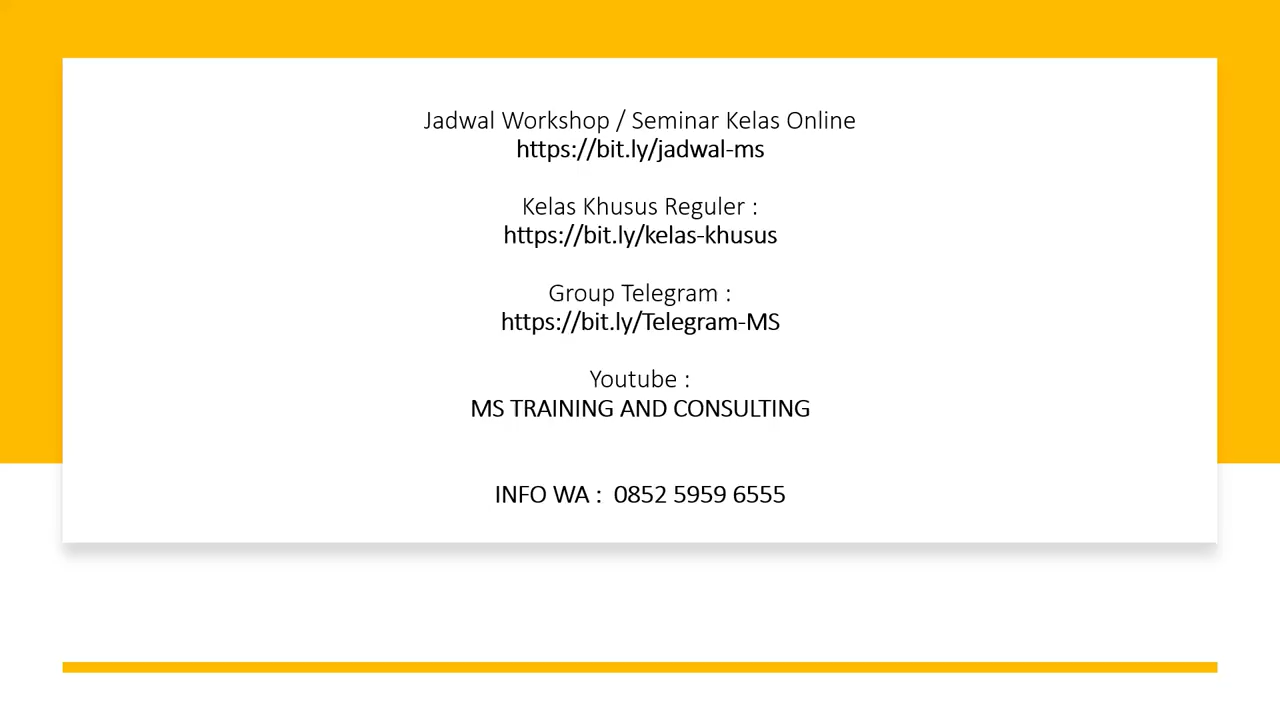 Jadwal Workshop / Seminar Kelas Online
https://bit.ly/jadwal-ms
Kelas Khusus Reguler :
https://bit.ly/kelas-khusus
Group Telegram :
https://bit.ly/Telegram-MS
Youtube :
MS TRAINING AND CONSULTING
INFO WA :  0852 5959 6555